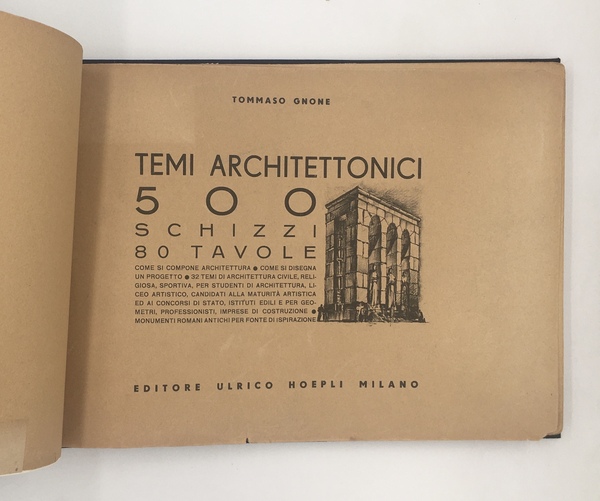 TOMMASO GNONE
TEMI ARCHITETTONICI
500
SCHIZZI
80 TAVOLE
COME SI COMPONE ARCHITETTURA ● COME SI DISEGNA
UN PROGETTO ● 32 TEMI DI ARCHITETTURA CIVILE, RELI-
GIOSA, SPORTIVA, PER STUDENTI DI ARCHITETTURA, LI-
CEO ARTISTICO, CANDIDATI ALLA MATURITÀ ARTISTICA
ED AI CONCORSI DI STATO, ISTITUTI EDILI E PER GEO-
METRI, PROFESSIONISTI, IMPRESE DI COSTRUZIONE ●
MONUMENTI ROMANI ANTICHI PER FONTE DI ISPIRAZIONE
EDITORE ULRICO HOEPLI MILANO